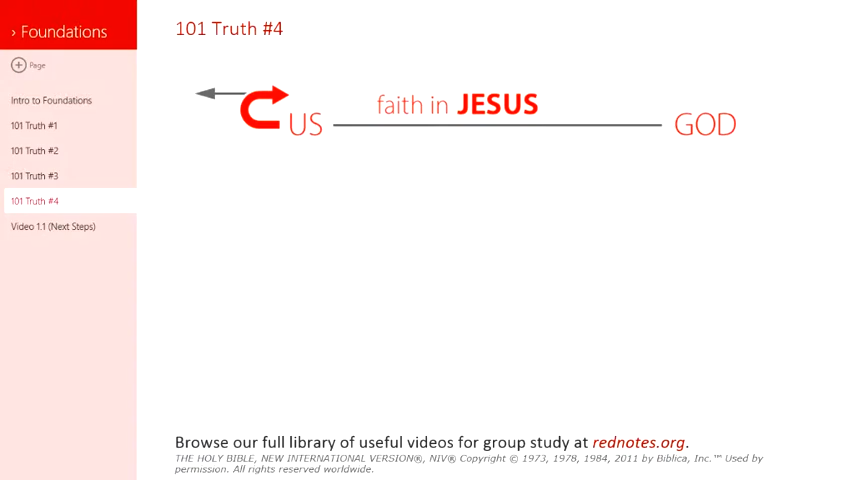 › Foundations
Page
Intro to Foundations
101 Truth #1
101 Truth #2
101 Truth #3
101 Truth #4
Video 1.1 (Next Steps)
101 Truth #4
faith in JESUS
US
GOD
Browse our full library of useful videos for group study at rednotes.org.
THE HOLY BIBLE, NEW INTERNATIONAL VERSION®, NIV® Copyright © 1973, 1978, 1984, 2011 by Biblica, Inc.™ Used by
permission. All rights reserved worldwide.